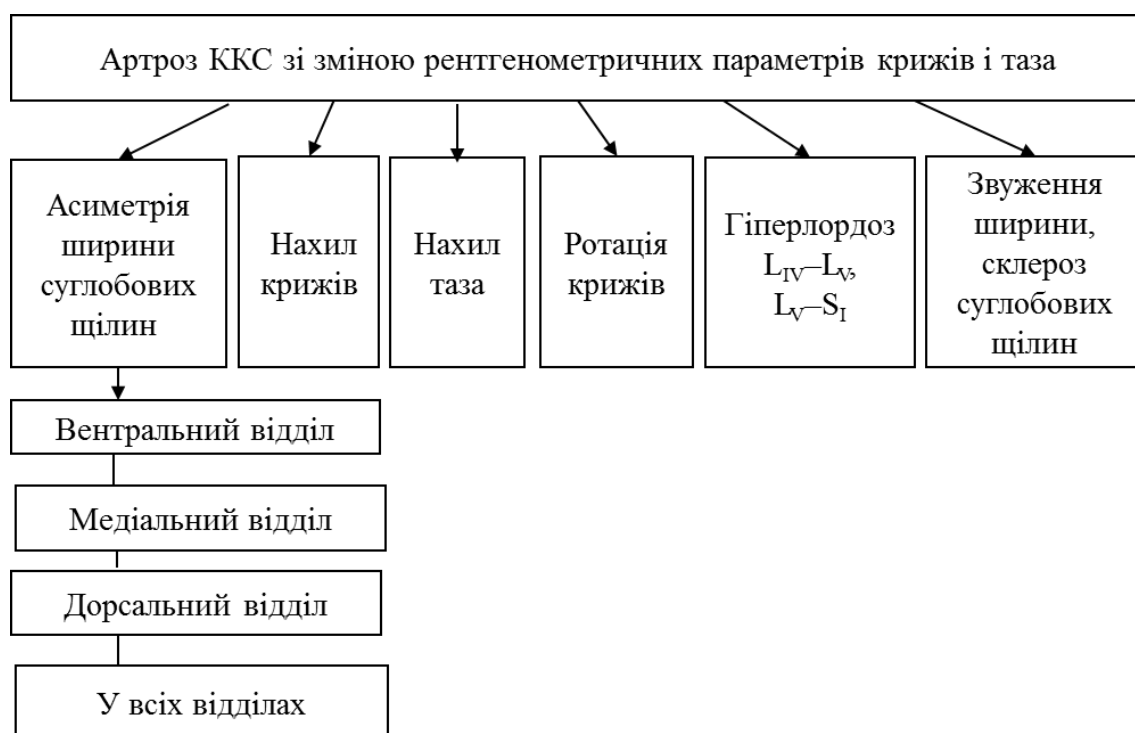 Артроз ККС зі зміною рентгенометричних параметрів крижів і таза
Асиметрія
ширини
суглобових
щілин
Нахил
крижів
Нахил
таза
Ротація
крижів
Гіперлордоз
LIV–LV,
LV–SI
Звуження
ширини,
склероз
суглобових
щілин
Вентральний відділ
Медіальний відділ
Дорсальний відділ
У всіх відділах